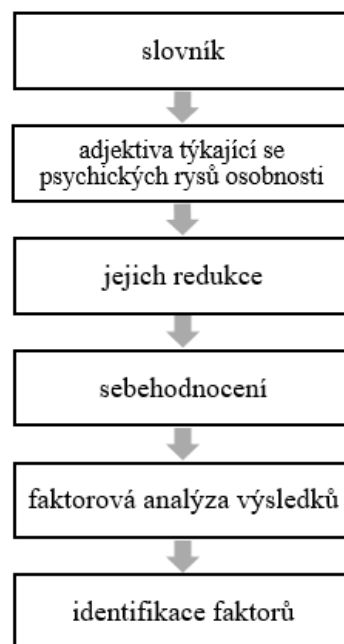 slovník
adjektiva týkající se
psychických rysů osobnosti
jejich redukce
sebehodnocení
faktorová analýza výsledků
identifikace faktorů